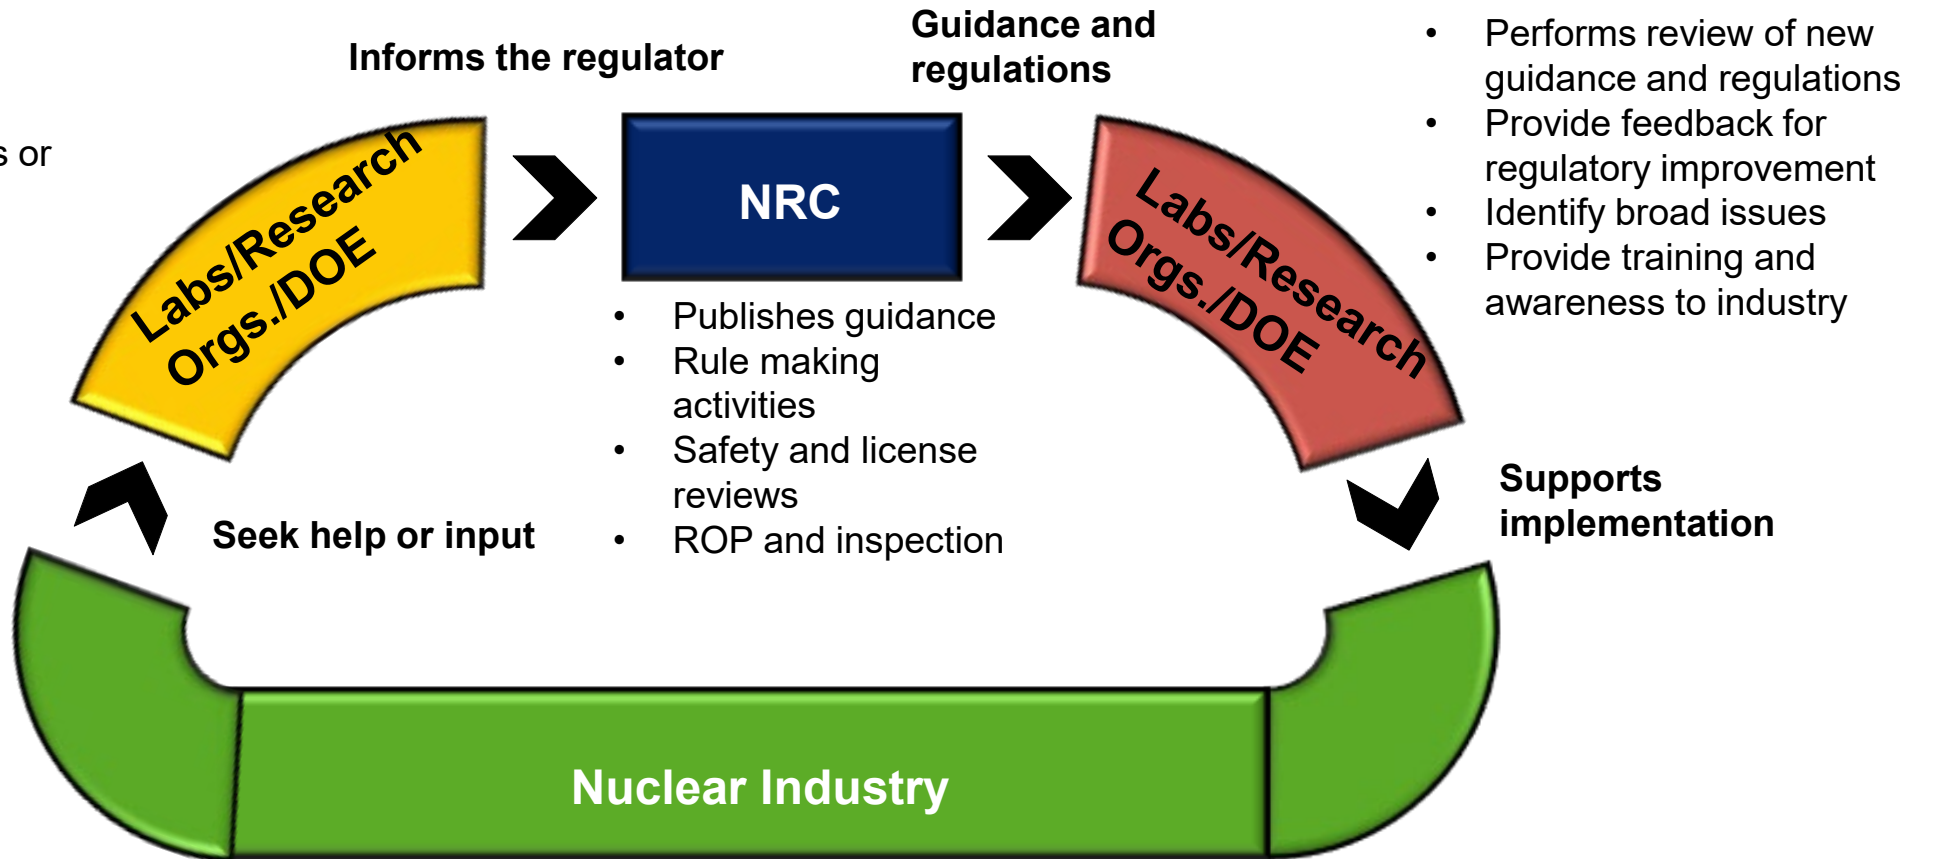 Informs the regulator
Guidance and
regulations
• Performs review of new
guidance and regulations
• Provide feedback for
regulatory improvement
• Identify broad issues
• Provide training and
awareness to industry
or
Labs/Research
Orgs./DOE
NRC
Labs/Research
Orgs./DOE
• Publishes guidance
• Rule making
activities
• Safety and license
reviews
• ROP and inspection
Seek help or input
Supports
implementation
Nuclear Industry